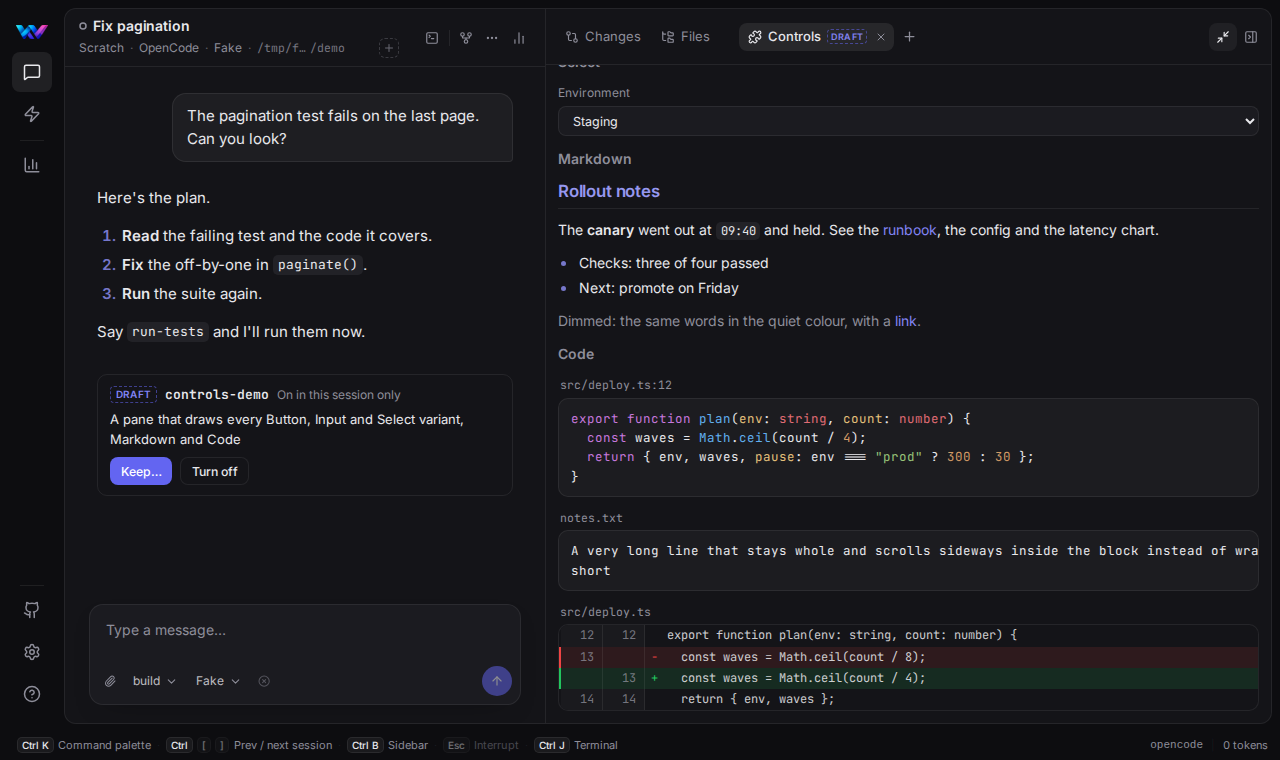 Fix pagination
Scratch · OpenCode · Fake · /tmp/f… /demo
Changes
Files
Controls DRAFT
The pagination test fails on the last page.
Can you look?
Here's the plan.
1. Read the failing test and the code it covers.
2. Fix the off-by-one in paginate().
3. Run the suite again.
Say run-tests and I'll run them now.
DRAFT controls-demo On in this session only
A pane that draws every Button, Input and Select variant,
Markdown and Code
Keep... Turn off
Type a message...
build
Fake
Select
Environment
Staging
Markdown
Rollout notes
The canary went out at 09:40 and held. See the runbook, the config and the latency chart.
• Checks: three of four passed
• Next: promote on Friday
Dimmed: the same words in the quiet colour, with a link.
Code
src/deploy.ts:12
export function plan(env: string, count: number) {
  const waves = Math.ceil(count / 4);
  return { env, waves, pause: env === "prod" ? 300 : 30 };
}
notes.txt
A very long line that stays whole and scrolls sideways inside the block instead of wra
short
src/deploy.ts
12 12 export function plan(env: string, count: number) {
13 - const waves = Math.ceil(count / 8);
13 + const waves = Math.ceil(count / 4);
14 14 return { env, waves };
Ctrl K Command palette Ctrl [ ] Prev / next session Ctrl B Sidebar Esc Interrupt Ctrl J Terminal
opencode 0 tokens